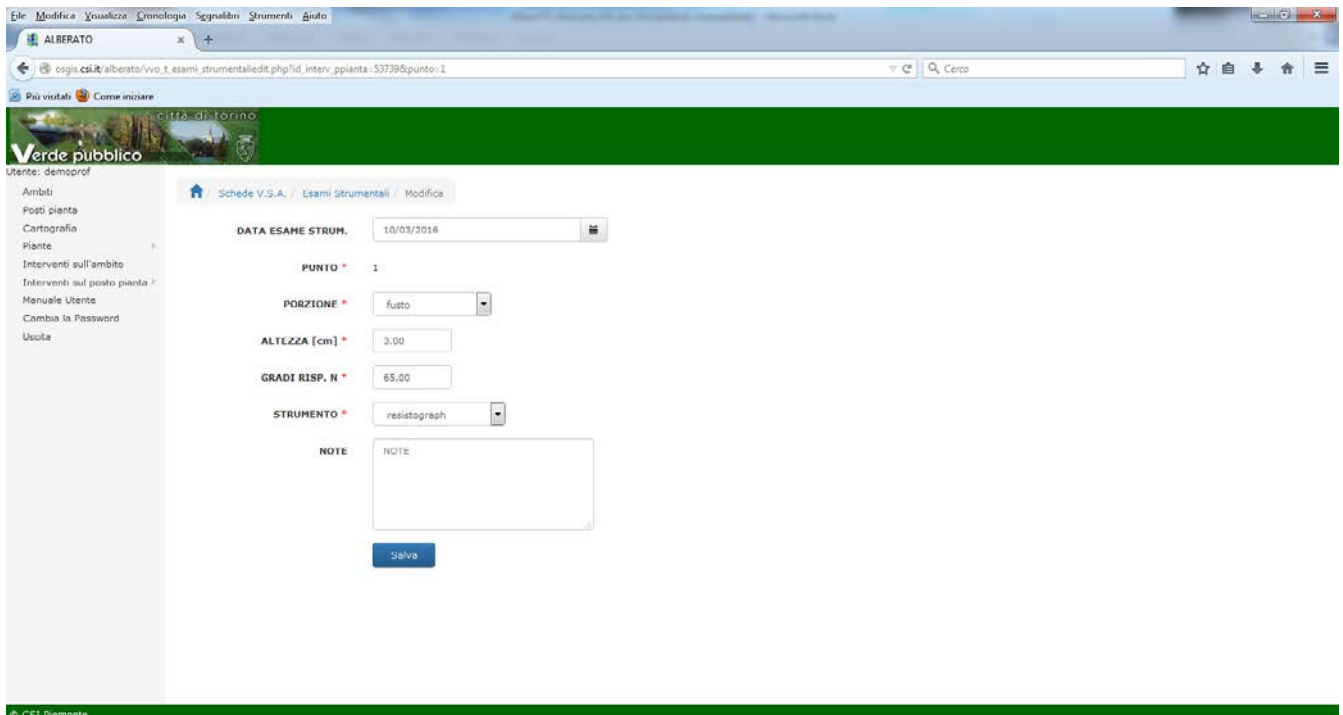 File Modifica Visualizza Cronologia Segnalibri Strumenti Aiuto
ALBERATO × +
osgis.csi.it/alberato/vvo_t_esami_strumentaliedit.php?id_interv_ppianta=53739&punto=1
Cerco
Più visitati Come iniziare
città di torino
Verde pubblico
Utente: demoprof
Ambiti
Posti pianta
Cartografia
Piante
Interventi sull'ambito
Interventi sul posto pianta
Manuale Utente
Cambia la Password
Uscita
/ Schede V.S.A. / Esami Strumentali / Modifica
DATA ESAME STRUM. 10/03/2016
PUNTO * 1
PORZIONE * fusto
ALTEZZA [cm] * 3.00
GRADI RISP. N * 65.00
STRUMENTO * resistograph
NOTE NOTE
Salva
© CSI Piemonte